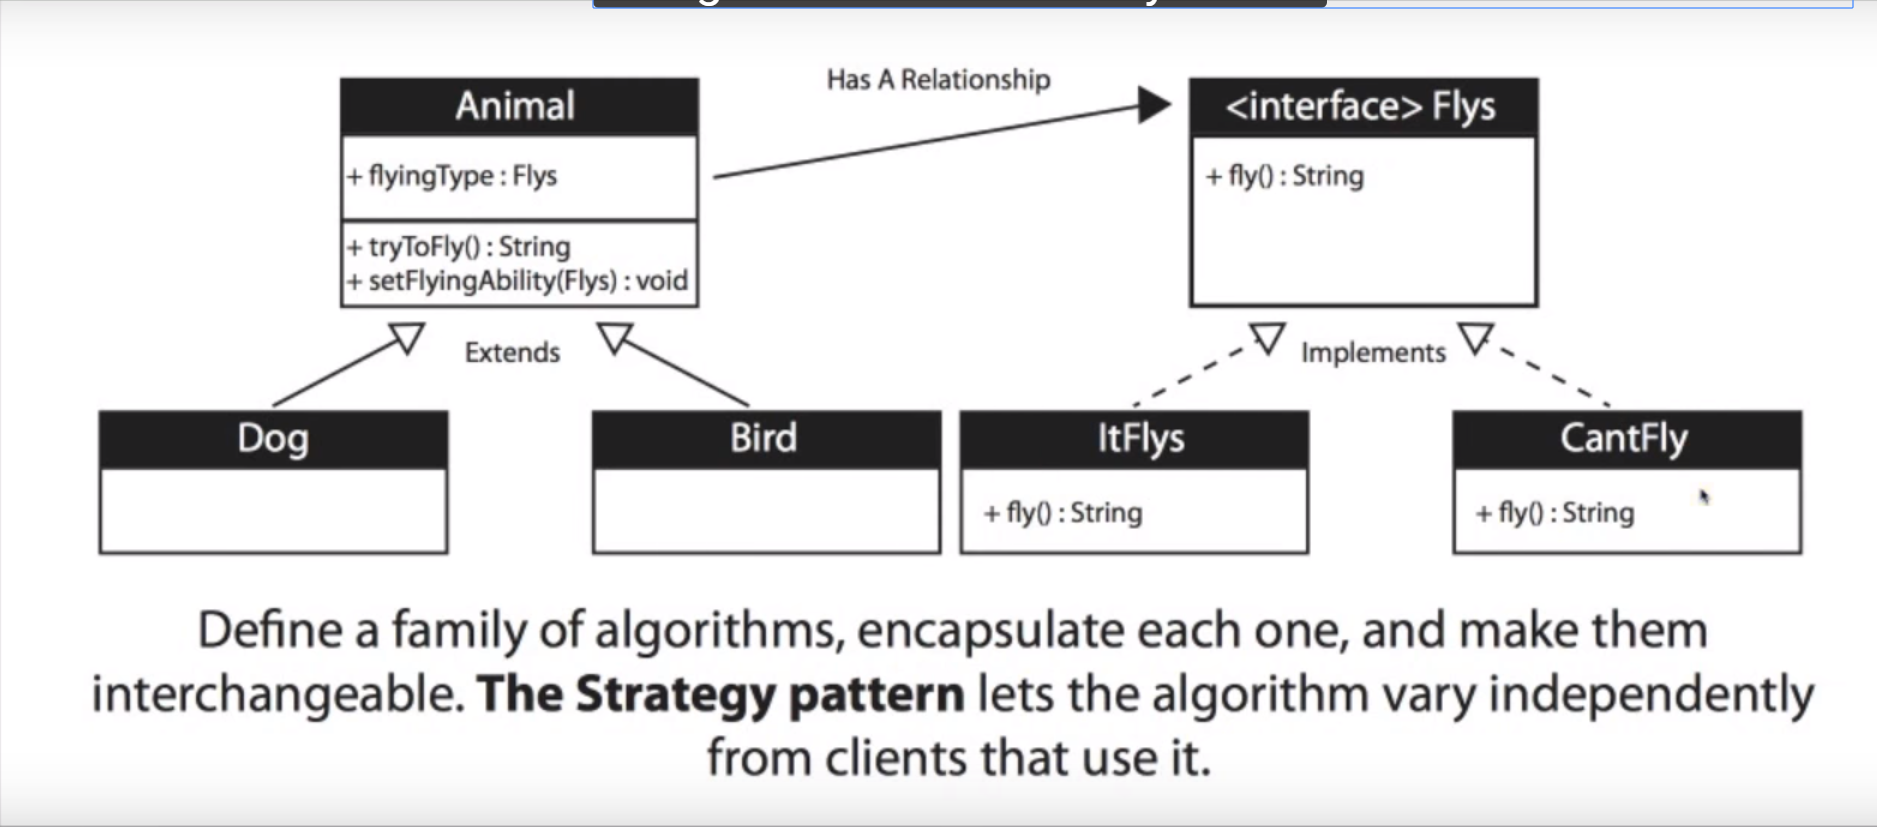 Has A Relationship
Animal
<interface> Flys
+ flyingType : Flys
+ fly() : String
+ tryToFly() : String
+ setFlyingAbility(Flys) : void
Extends
Implements
Dog
Bird
ItFlys
CantFly
+ fly() : String
+ fly() : String
Define a family of algorithms, encapsulate each one, and make them
interchangeable. The Strategy pattern lets the algorithm vary independently
from clients that use it.